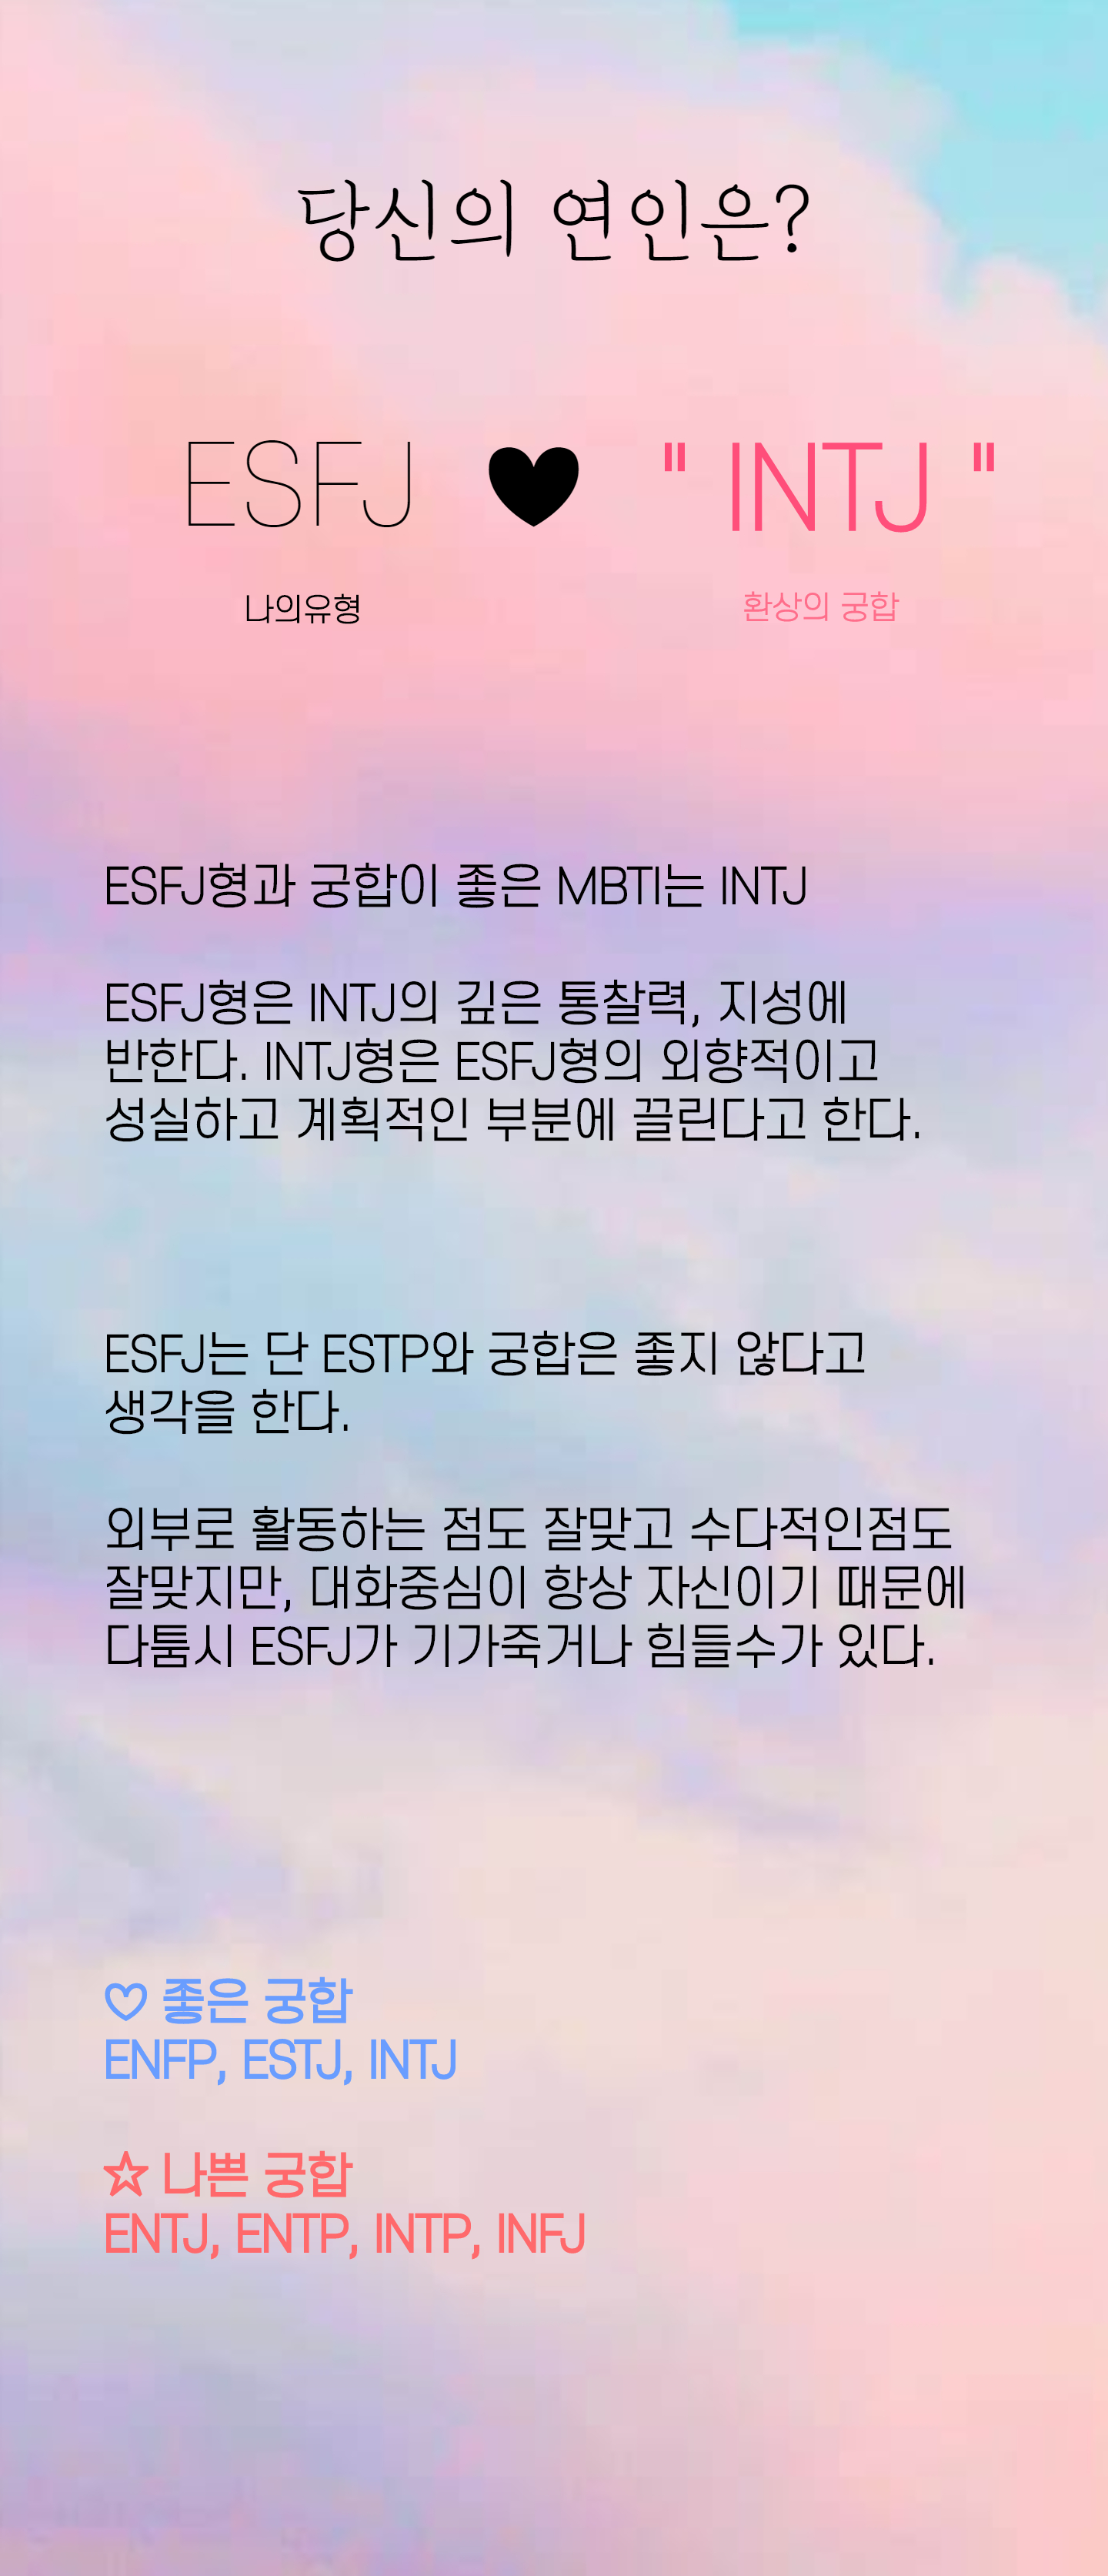 당신의 연인은?
ESFJ ♥ " INTJ "
나의유형 환상의 궁합
ESFJ형과 궁합이 좋은 MBTI는 INTJ
ESFJ형은 INTJ의 깊은 통찰력, 지성에
반한다. INTJ형은 ESFJ형의 외향적이고
성실하고 계획적인 부분에 끌린다고 한다.
ESFJ는 단 ESTP와 궁합은 좋지 않다고
생각을 한다.
외부로 활동하는 점도 잘맞고 수다적인점도
잘맞지만, 대화중심이 항상 자신이기 때문에
다툼시 ESFJ가 기가죽거나 힘들수가 있다.
♡ 좋은 궁합
ENFP, ESTJ, INTJ
☆ 나쁜 궁합
ENTJ, ENTP, INTP, INFJ